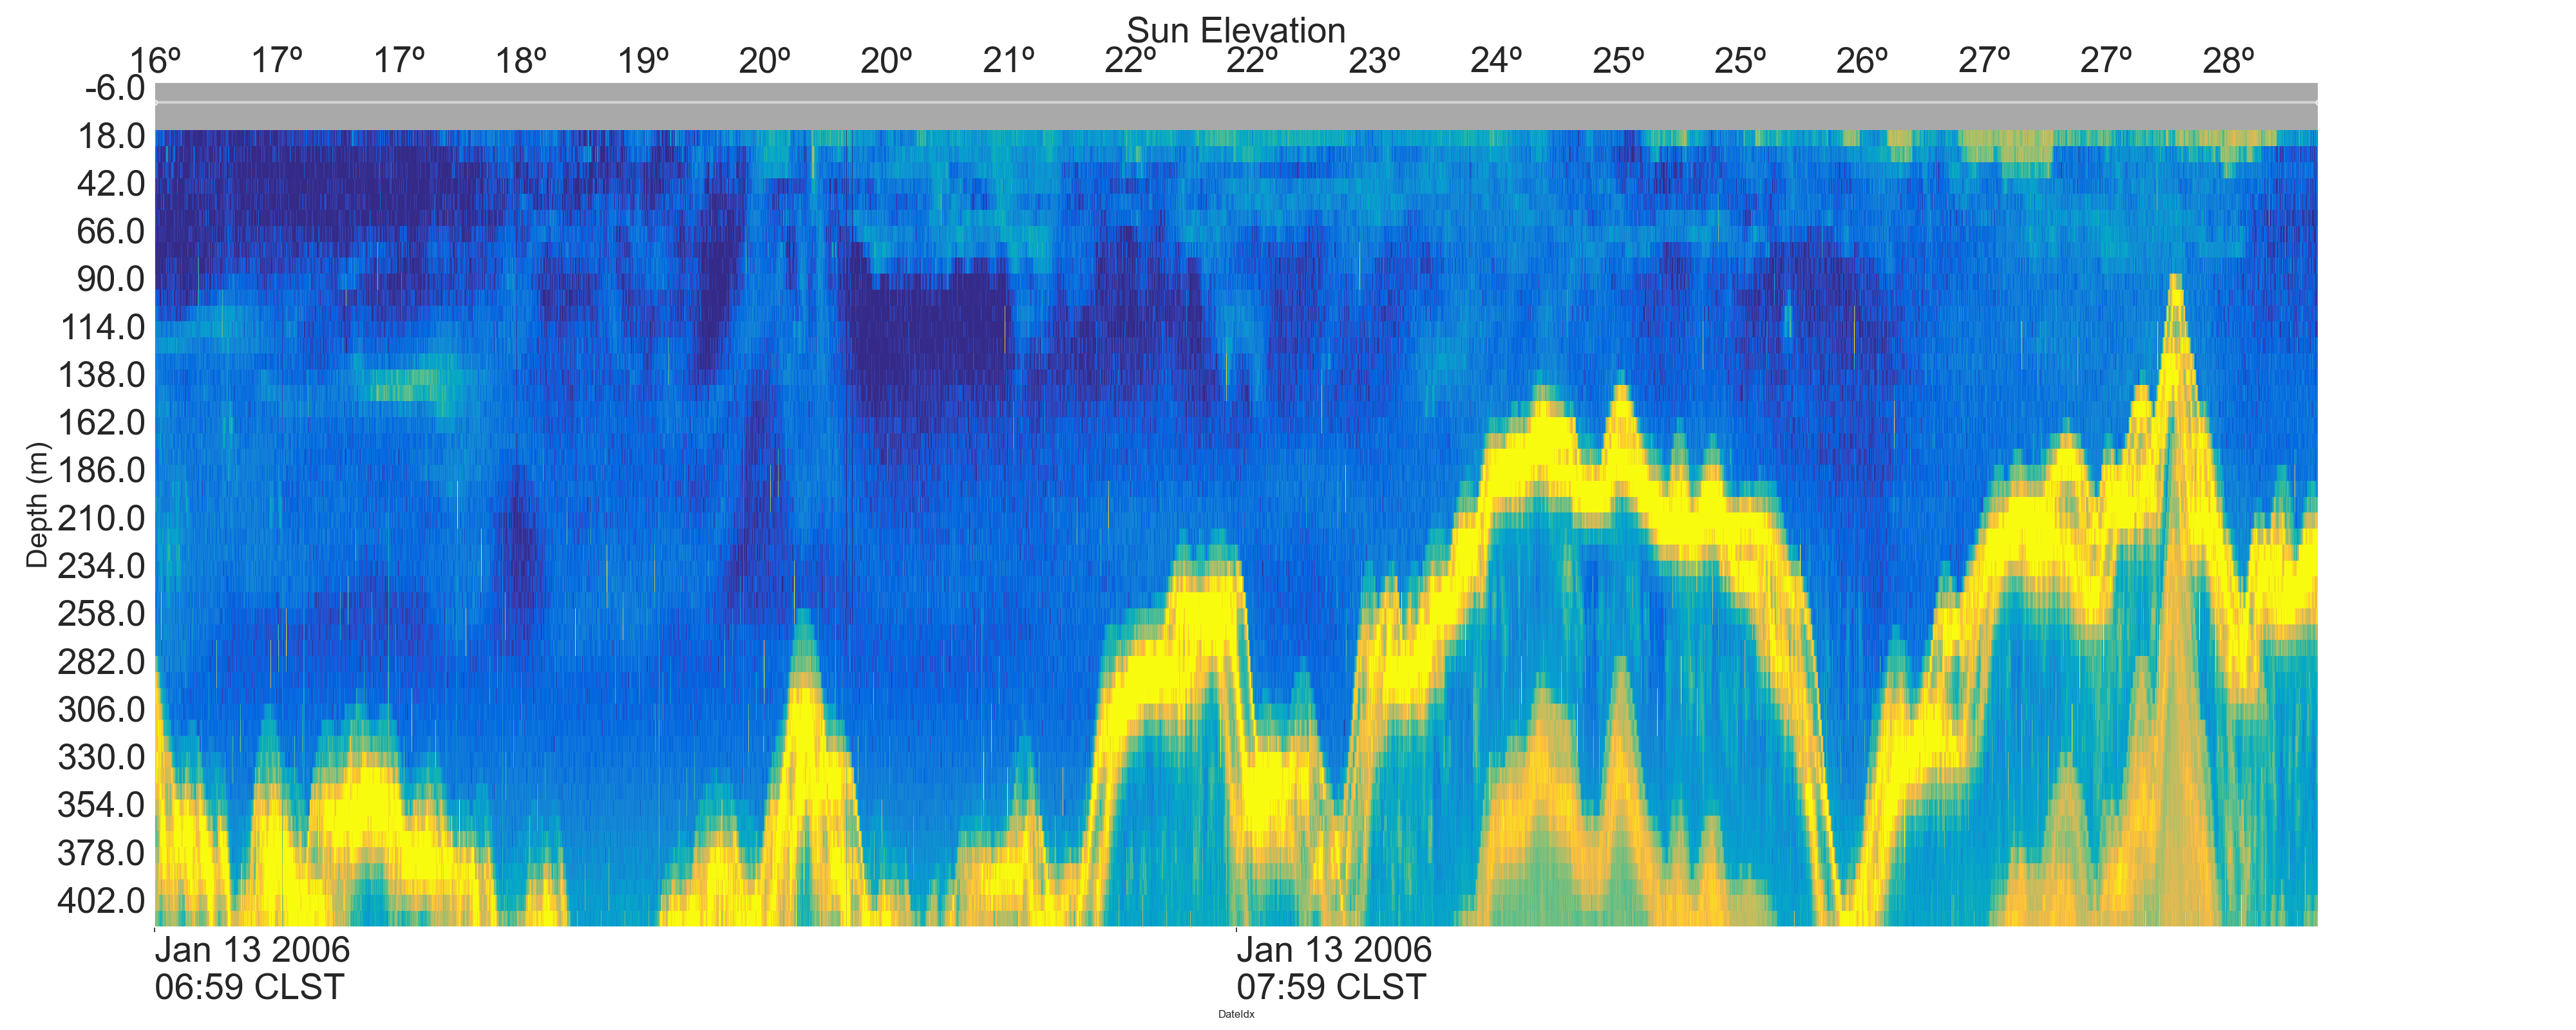 Sun Elevation
16º 17º 17º 18º 19º 20º 20º 21º 22º 22º 23º 24º 25º 25º 26º 27º 27º 28º
-6.0
18.0
42.0
66.0
90.0
114.0
138.0
162.0
186.0
210.0
234.0
258.0
282.0
306.0
330.0
354.0
378.0
402.0
Depth (m)
Jan 13 2006
06:59 CLST
Jan 13 2006
07:59 CLST
DateIdx